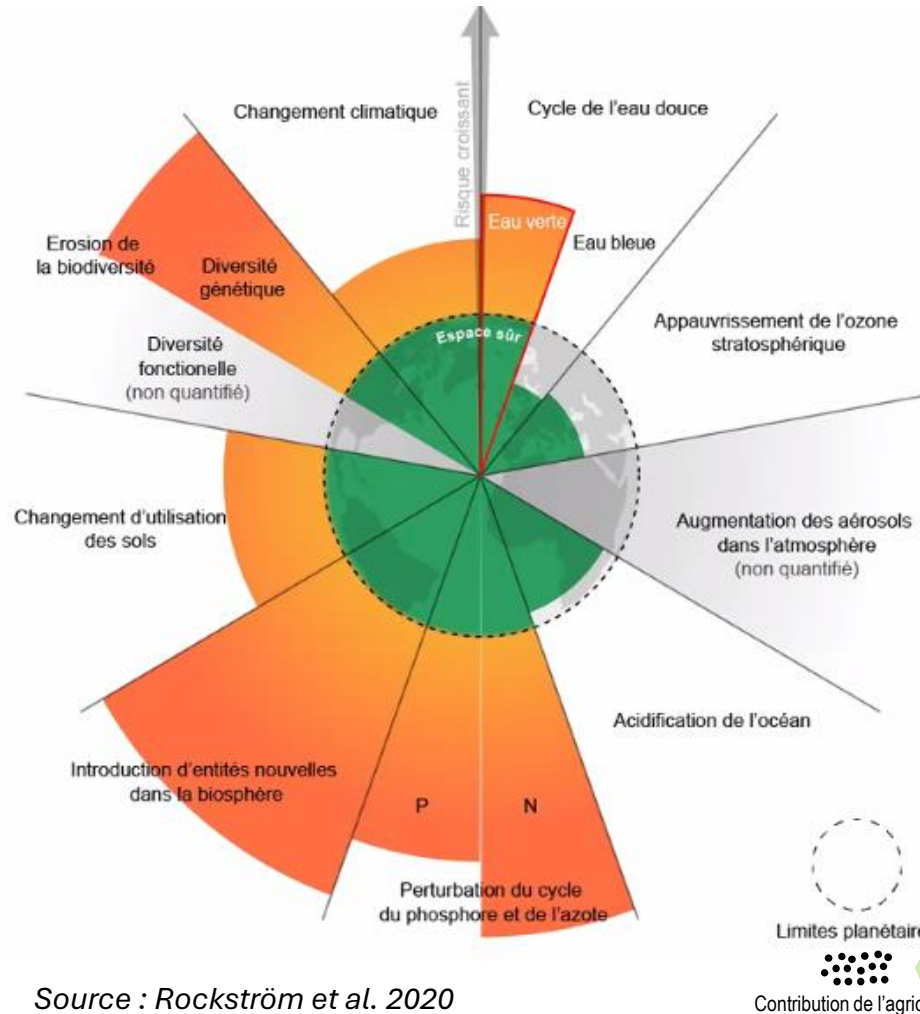 Changement climatique
Cycle de l'eau douce
Risque croissant
Eau verte
Eau bleue
Erosion de
la biodiversité
Diversité
génétique
Diversité
fonctionelle
(non quantifié)
Espace sûr
Appauvrissement de l'ozone
stratosphérique
Changement d'utilisation
des sols
Augmentation des aérosols
dans l'atmosphère
(non quantifié)
Acidification de l'océan
Introduction d'entités nouvelles
dans la biosphère
P
N
Perturbation du cycle
du phosphore et de l'azote
Limites planétaire
Source : Rockström et al. 2020
Contribution de l'agric